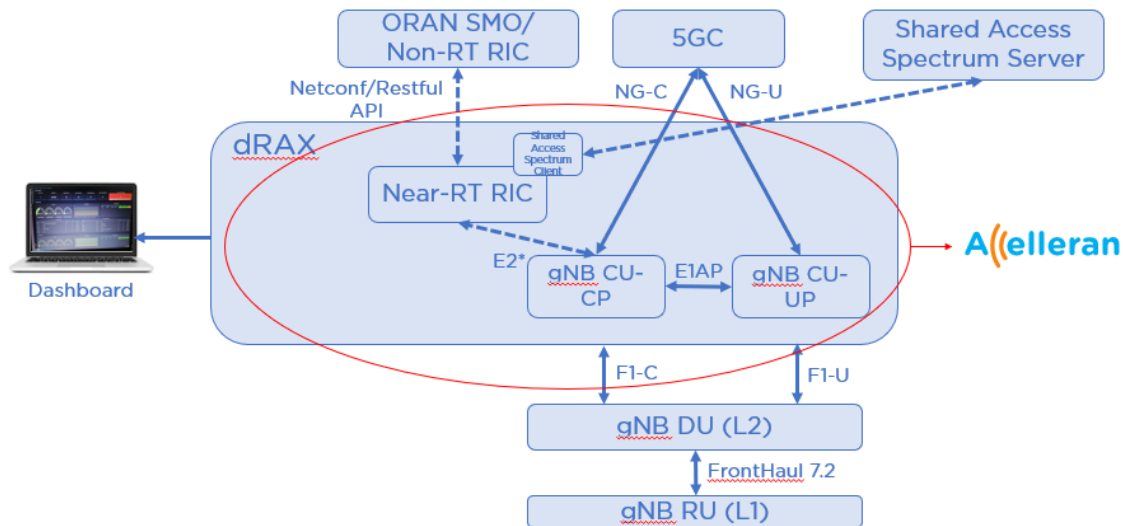 ORAN SMO/
Non-RT RIC
5GC
Shared Access
Spectrum Server
Netconf/Restful
API
NG-C
NG-U
dRAX
Shared
Access
Spectrum
Client
Near-RT RIC
E2*
gNB CU-
CP
E1AP
gNB CU-
UP
Accelleran
Dashboard
F1-C
F1-U
gNB DU (L2)
FrontHaul 7.2
gNB RU (L1)